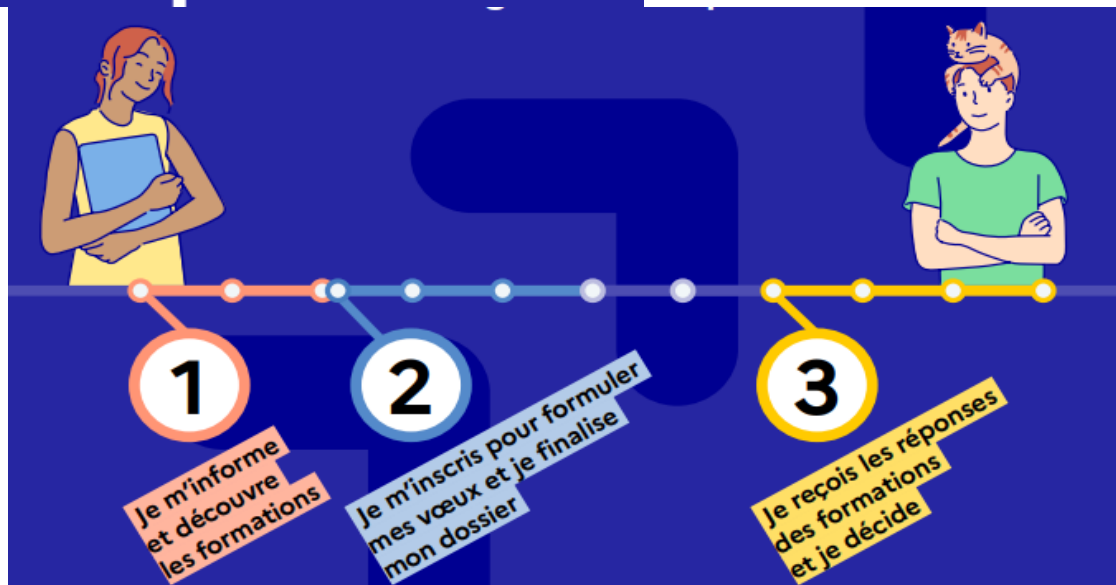 1
Je m'informe
et découvre
les formations
2
Je m'inscris pour formuler
mes vœux et je finalise
mon dossier
3
Je reçois les réponses
des formations
et je décide